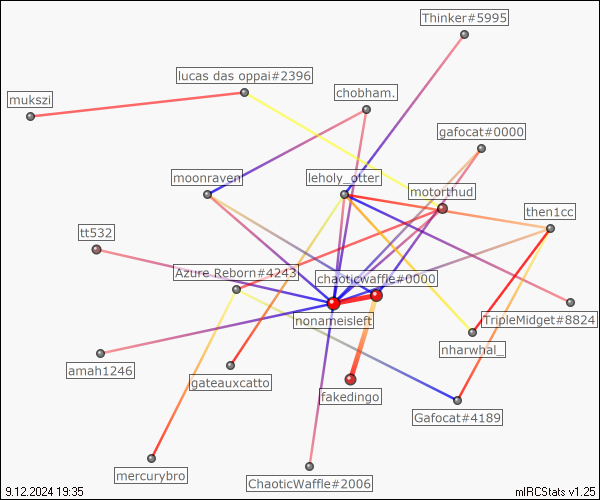 Thinker#5995
lucas das oppai#2396
chobham.
mukszi
gafocat#0000
moonraven
leholy_otter
motorthud
then1cc
tt532
Azure Reborn#4243
chaoticwaffle#0000
nonameisleft
TripleMidget#8824
nharwhal_
amah1246
gateauxcatto
fakedingo
Gafocat#4189
mercurybro
ChaoticWaffle#2006
9.12.2024 19:35
mIRCStats v1.25